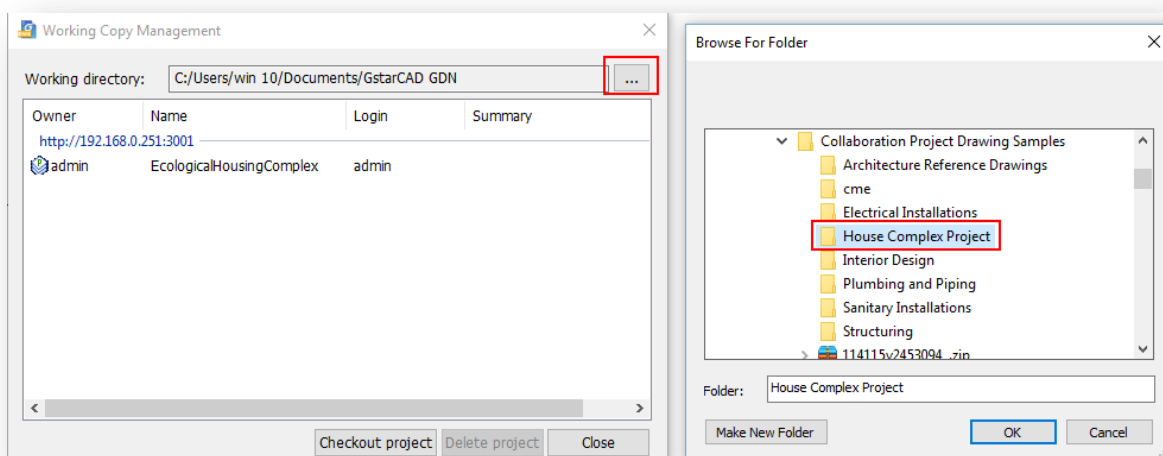 Working Copy Management
Working directory: C:/Users/win 10/Documents/GstarCAD GDN ...
Owner Name Login Summary
http://192.168.0.251:3001
admin EcologicalHousingComplex admin
Checkout project Delete project Close
Browse For Folder
Collaboration Project Drawing Samples
Architecture Reference Drawings
cme
Electrical Installations
House Complex Project
Interior Design
Plumbing and Piping
Sanitary Installations
Structuring
114115v2453094_.zip
Folder: House Complex Project
Make New Folder OK Cancel